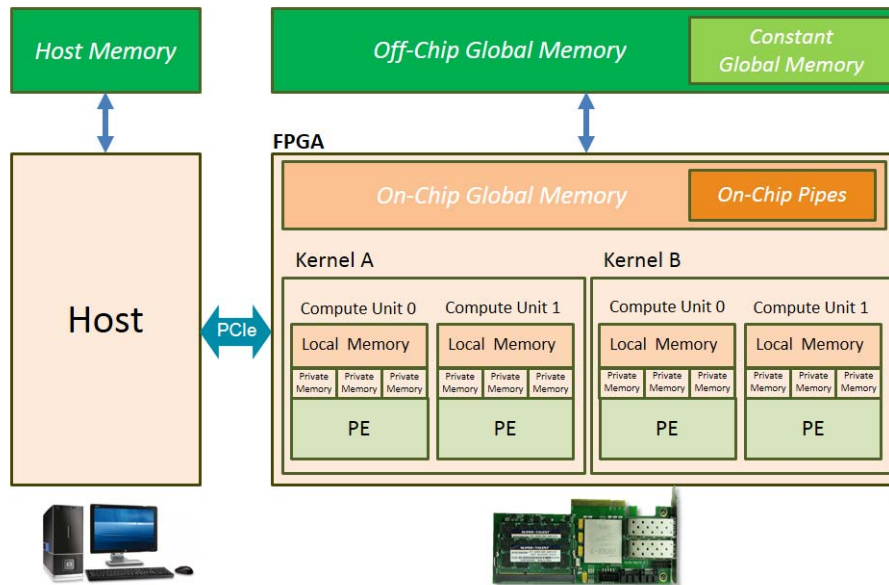 Host Memory
Off-Chip Global Memory
Constant
Global Memory
FPGA
On-Chip Global Memory
On-Chip Pipes
Host
PCIe
Kernel A
Kernel B
Compute Unit 0
Compute Unit 1
Compute Unit 0
Compute Unit 1
Local Memory
Local Memory
Local Memory
Local Memory
Private
Memory
Private
Memory
Private
Memory
Private
Memory
Private
Memory
Private
Memory
Private
Memory
Private
Memory
Private
Memory
Private
Memory
Private
Memory
Private
Memory
PE
PE
PE
PE